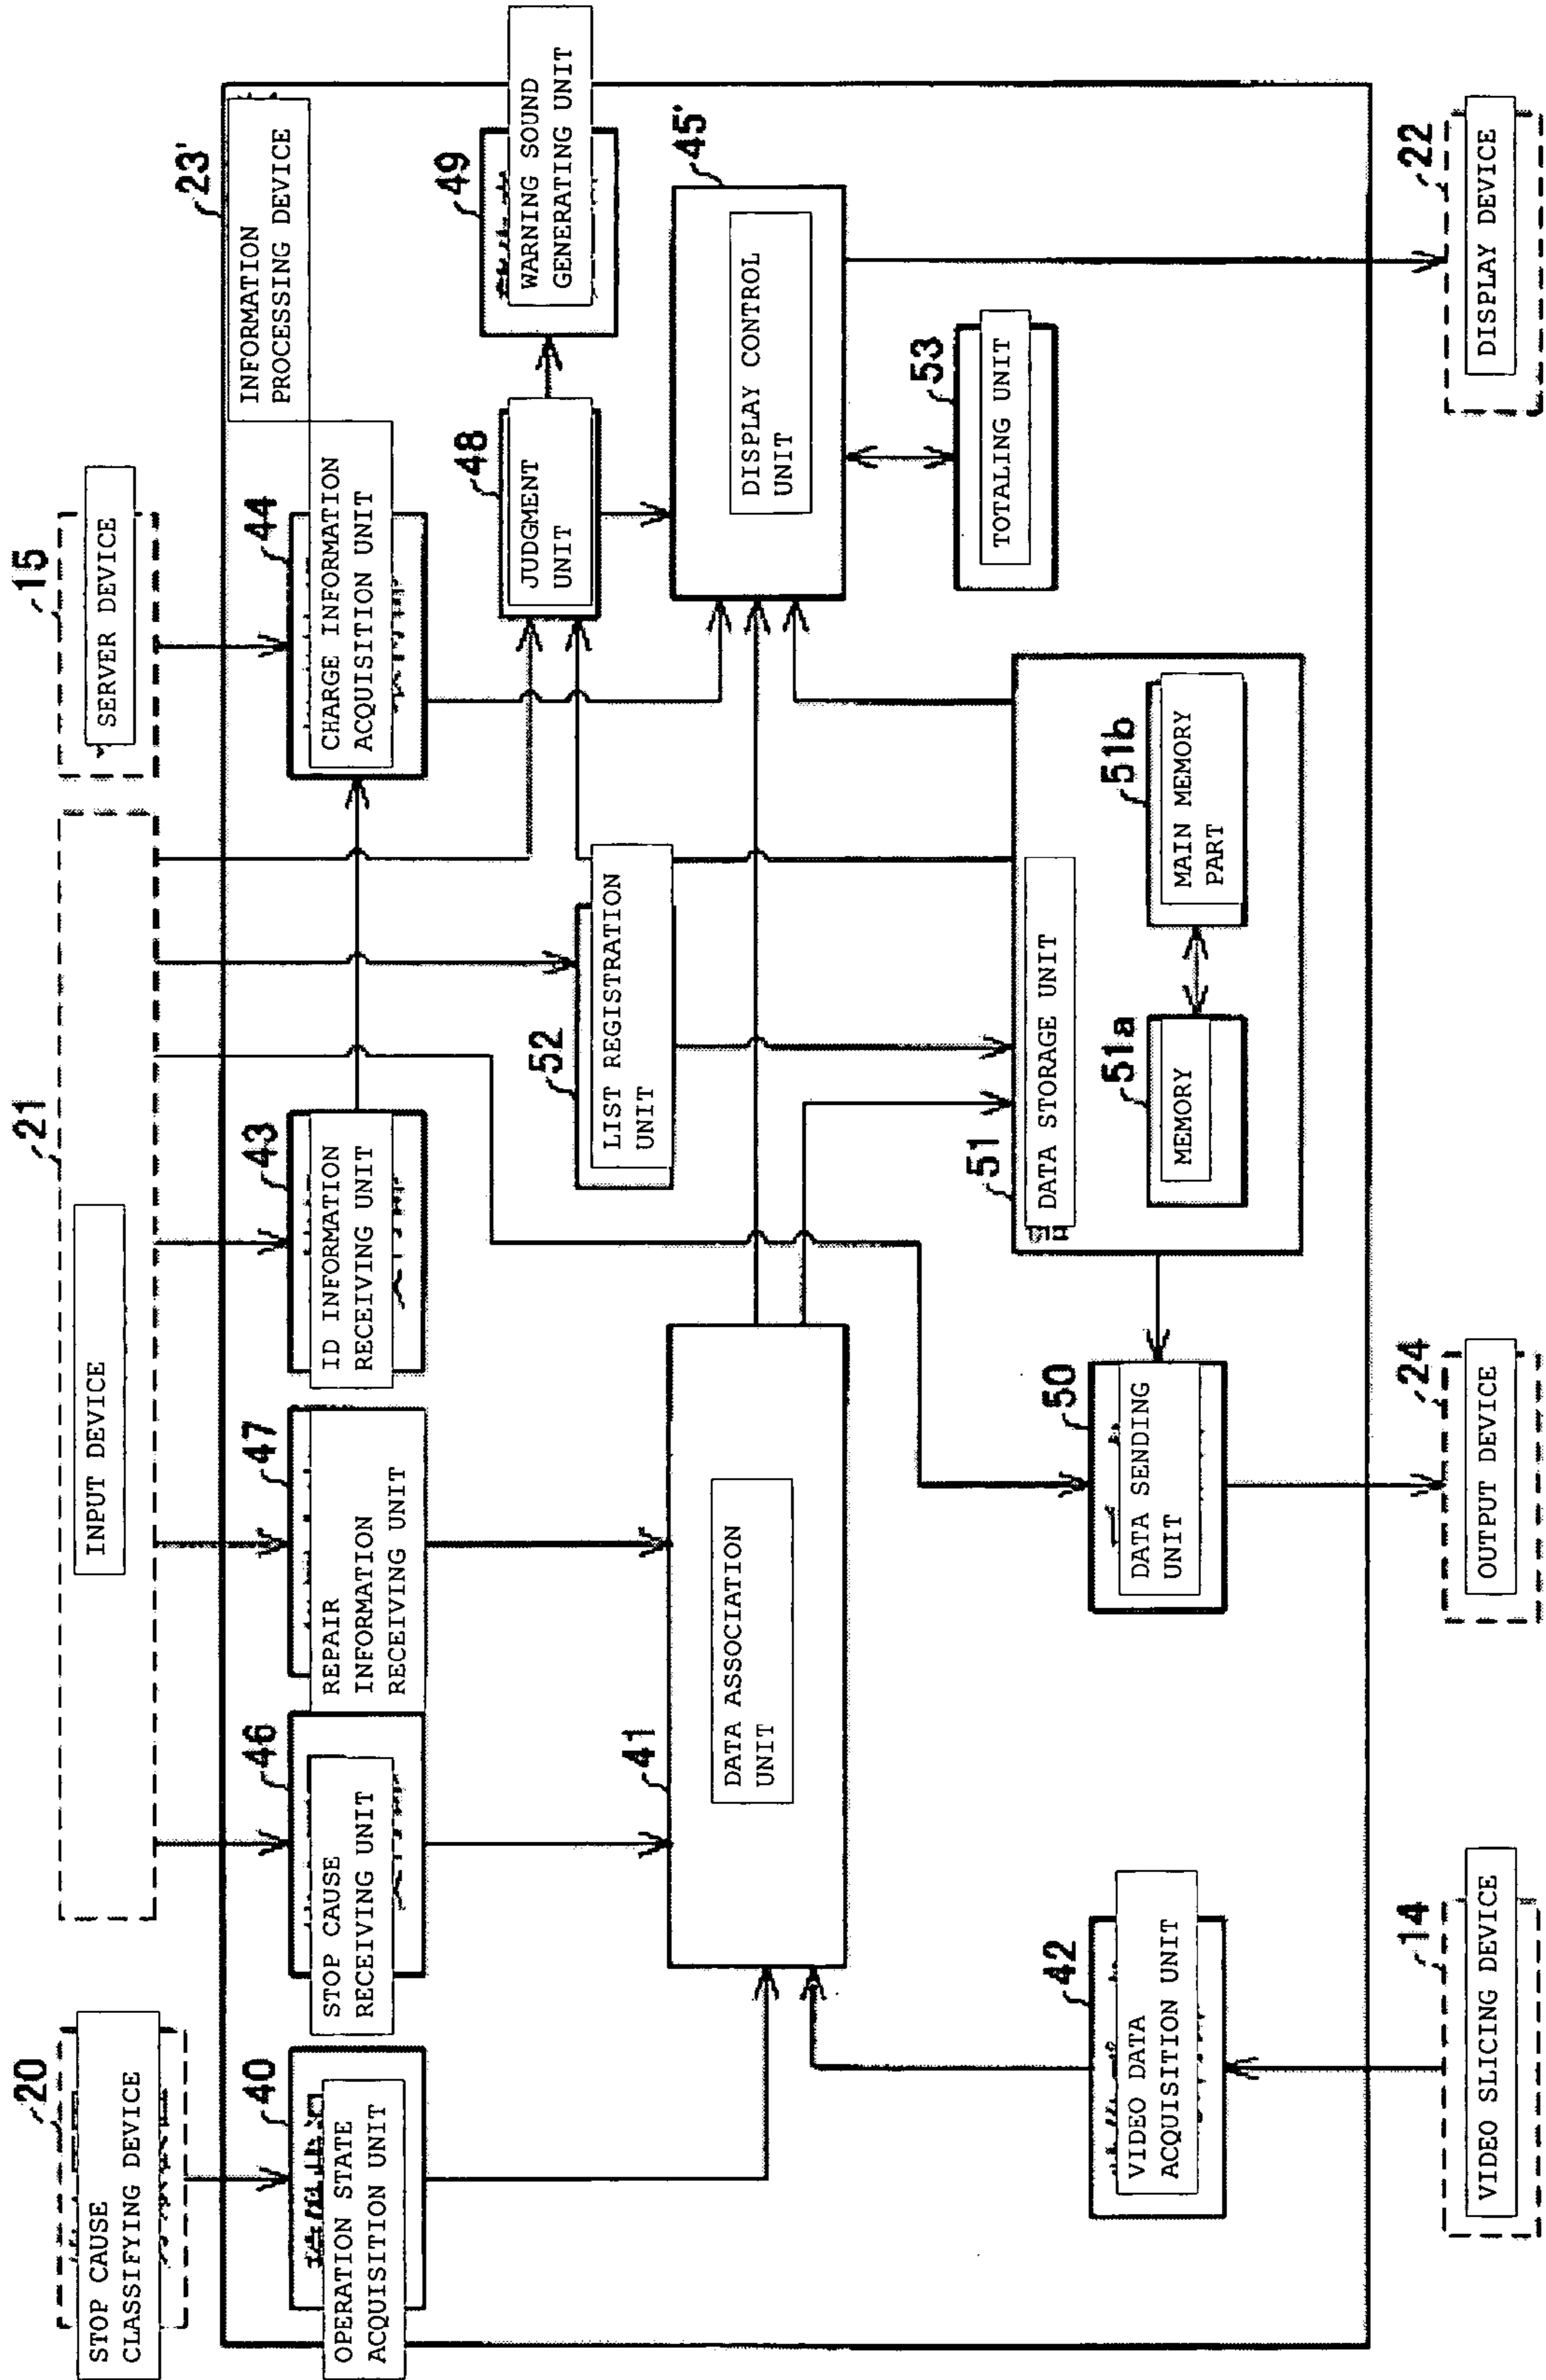 20
STOP CAUSE
CLASSIFYING DEVICE
21
INPUT DEVICE
15
SERVER DEVICE
23'
INFORMATION
PROCESSING DEVICE
40
OPERATION STATE
ACQUISITION UNIT
46
STOP CAUSE
RECEIVING UNIT
47
REPAIR
INFORMATION
RECEIVING UNIT
43
ID INFORMATION
RECEIVING UNIT
44
CHARGE INFORMATION
ACQUISITION UNIT
48
JUDGMENT
UNIT
49
WARNING SOUND
GENERATING UNIT
52
LIST REGISTRATION
UNIT
41
DATA ASSOCIATION
UNIT
45'
DISPLAY CONTROL
UNIT
53
TOTALING UNIT
51
DATA STORAGE UNIT
51a
MEMORY
51b
MAIN MEMORY
PART
42
VIDEO DATA
ACQUISITION UNIT
50
DATA SENDING
UNIT
14
VIDEO SLICING DEVICE
24
OUTPUT DEVICE
22
DISPLAY DEVICE